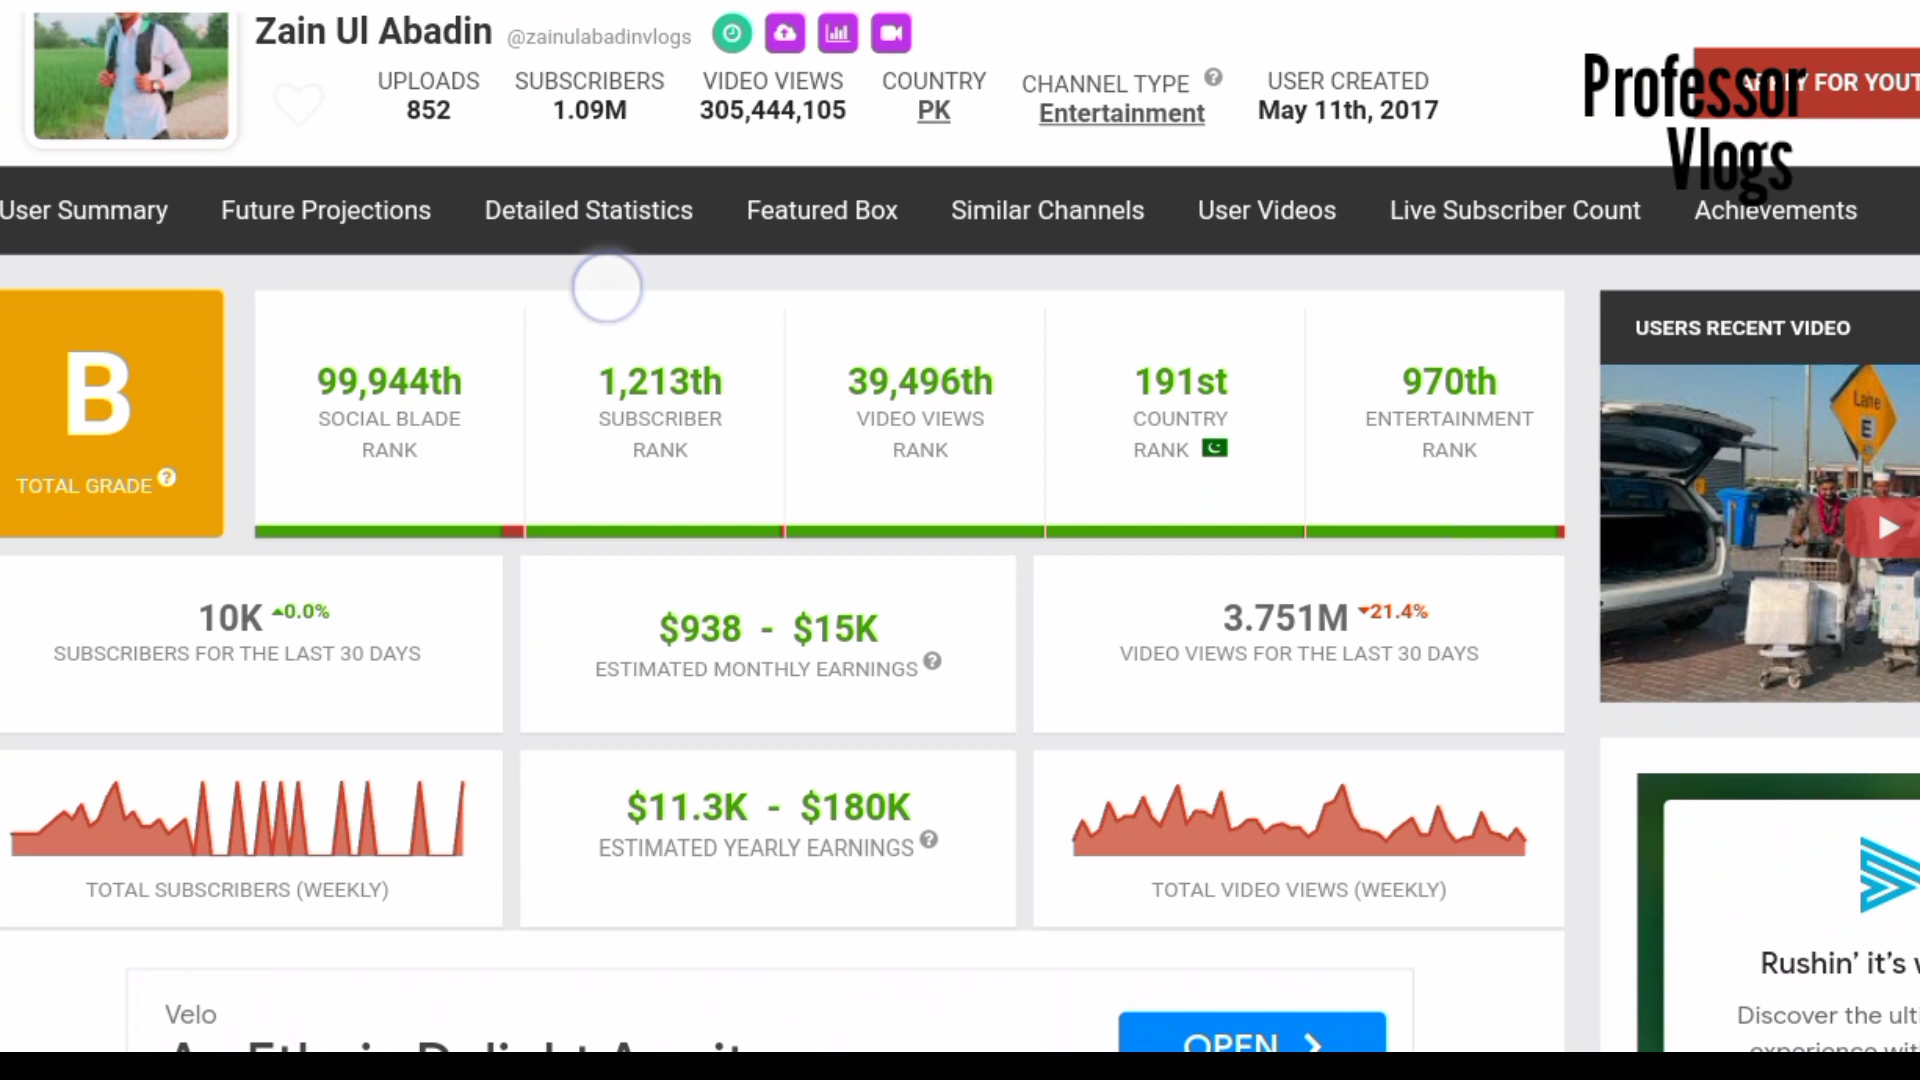 Zain Ul Abadin @zainulabadinvlogs
UPLOADS SUBSCRIBERS VIDEO VIEWS COUNTRY CHANNEL TYPE USER CREATED
852 1.09M 305,444,105 PK Entertainment May 11th, 2017
Professor
Vlogs
FOR YOUT
User Summary Future Projections Detailed Statistics Featured Box Similar Channels User Videos Live Subscriber Count Achievements
B
TOTAL GRADE
99,944th
SOCIAL BLADE
RANK
1,213th
SUBSCRIBER
RANK
39,496th
VIDEO VIEWS
RANK
191st
COUNTRY
RANK
970th
ENTERTAINMENT
RANK
USERS RECENT VIDEO
Lane
E
10K 0.0%
SUBSCRIBERS FOR THE LAST 30 DAYS
$938 - $15K
ESTIMATED MONTHLY EARNINGS
3.751M 21.4%
VIDEO VIEWS FOR THE LAST 30 DAYS
TOTAL SUBSCRIBERS (WEEKLY)
$11.3K - $180K
ESTIMATED YEARLY EARNINGS
TOTAL VIDEO VIEWS (WEEKLY)
Velo
OPEN
Rushin' it's
Discover the